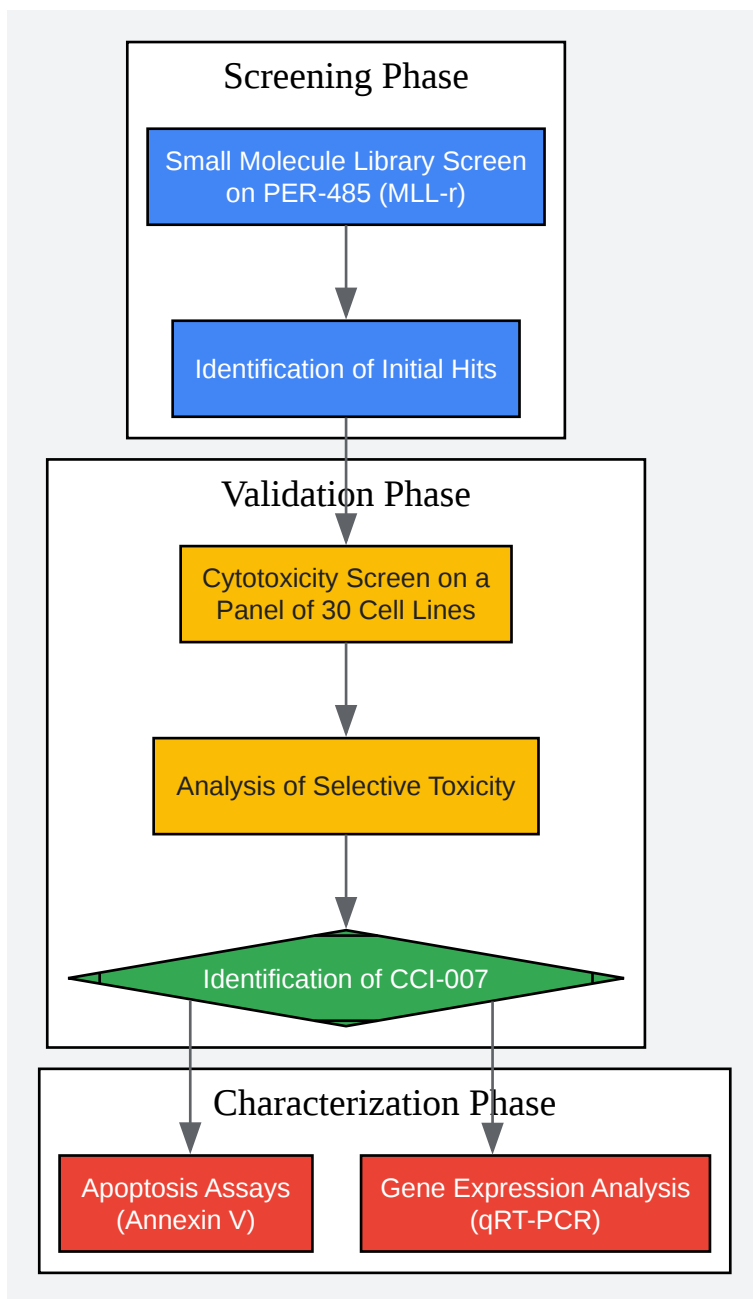 Screening Phase
Small Molecule Library Screen
on PER-485 (MLL-r)
Identification of Initial Hits
Validation Phase
Cytotoxicity Screen on a
Panel of 30 Cell Lines
Analysis of Selective Toxicity
Identification of CCI-007
Characterization Phase
Apoptosis Assays
(Annexin V)
Gene Expression Analysis
(qRT-PCR)